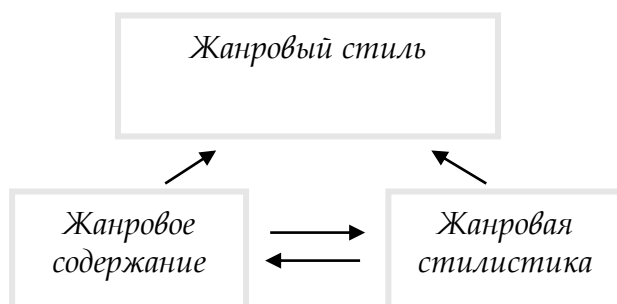 Жанровый стиль
Жанровое
содержание
Жанровая
стилистика